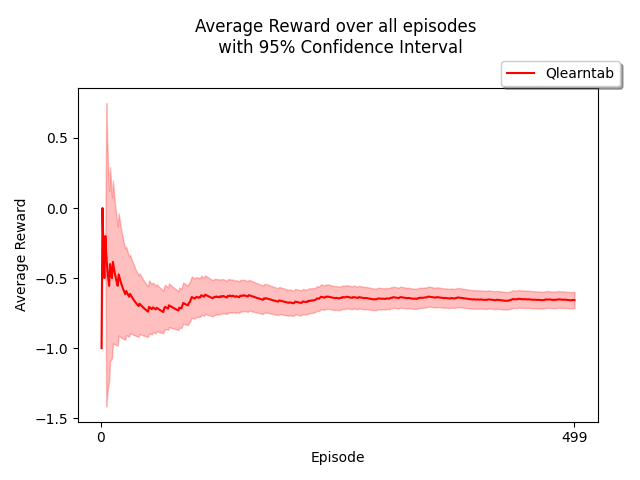 Average Reward over all episodes
with 95% Confidence Interval
Qlearntab
Average Reward
0.5
0.0
−0.5
−1.0
−1.5
0
499
Episode